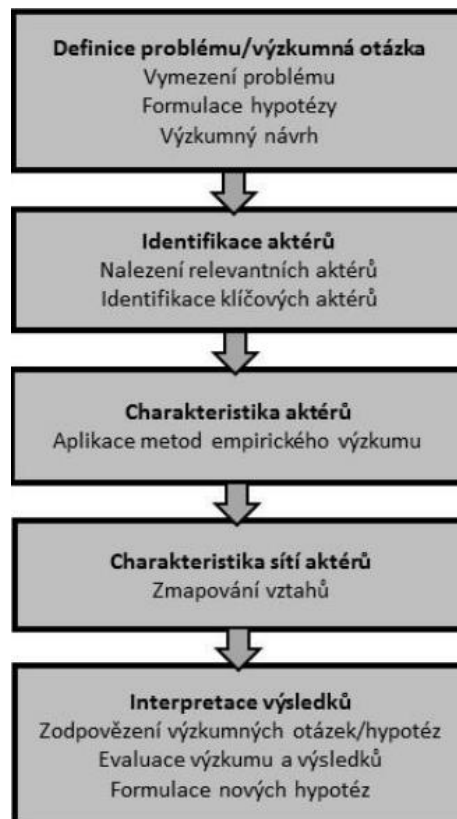 Definice problému/výzkumná otázka
Vymezení problému
Formulace hypotézy
Výzkumný návrh
Identifikace aktérů
Nalezení relevantních aktérů
Identifikace klíčových aktérů
Charakteristika aktérů
Aplikace metod empirického výzkumu
Charakteristika sítí aktérů
Zmapování vztahů
Interpretace výsledků
Zodpovězení výzkumných otázek/hypotéz
Evaluace výzkumu a výsledků
Formulace nových hypotéz